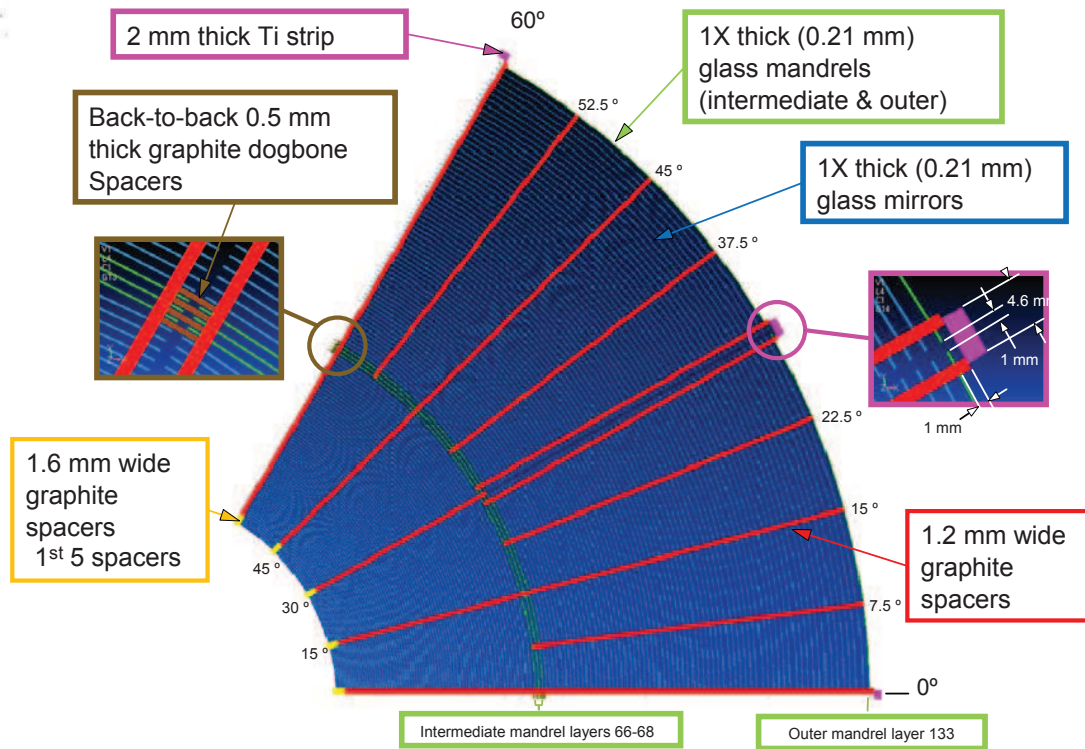 60º
2 mm thick Ti strip
1X thick (0.21 mm)
glass mandrels
(intermediate & outer)
52.5 º
Back-to-back 0.5 mm
thick graphite dogbone
Spacers
45 º
1X thick (0.21 mm)
glass mirrors
37.5 º
4.6 m
1 mm
1 mm
22.5 º
1.6 mm wide
graphite
spacers
1st 5 spacers
15 º
1.2 mm wide
graphite
spacers
45 º
30 º
7.5 º
15 º
0º
Intermediate mandrel layers 66-68
Outer mandrel layer 133